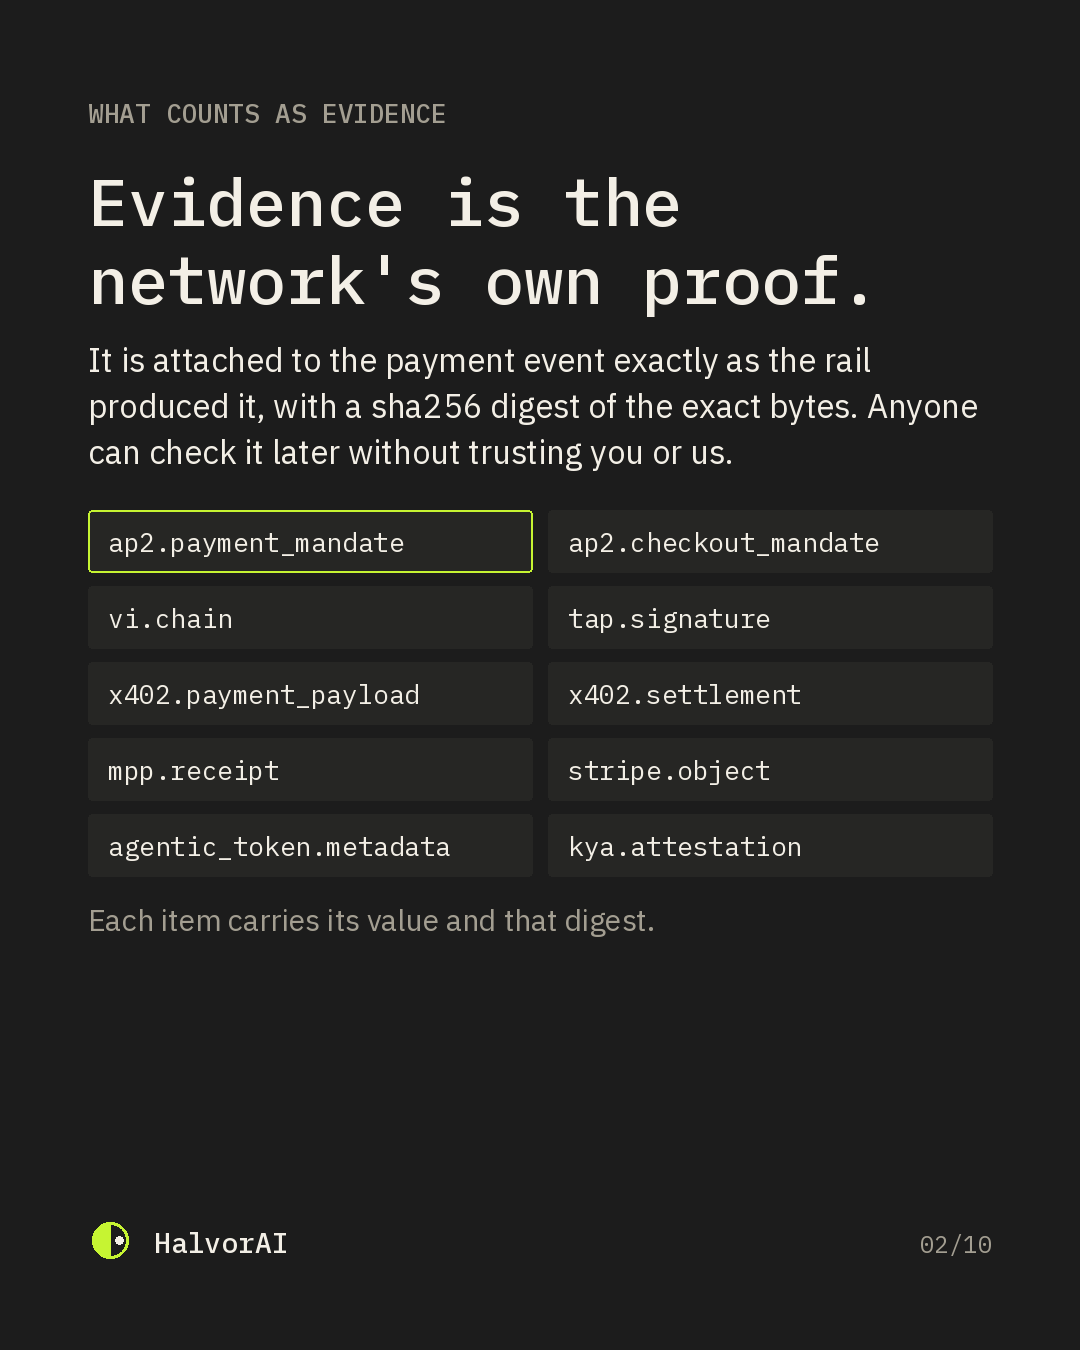 WHAT COUNTS AS EVIDENCE
Evidence is the
network's own proof.
It is attached to the payment event exactly as the rail
produced it, with a sha256 digest of the exact bytes. Anyone
can check it later without trusting you or us.
ap2.payment_mandate
ap2.checkout_mandate
vi.chain
tap.signature
x402.payment_payload
x402.settlement
mpp.receipt
stripe.object
agentic_token.metadata
kya.attestation
Each item carries its value and that digest.
HalvorAI
02/10